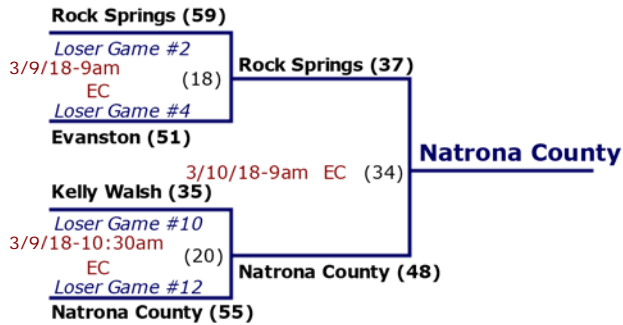 Rock Springs (59)
Loser Game #2
3/9/18-9am
EC
(18)
Loser Game #4
Evanston (51)
Rock Springs (37)
3/10/18-9am EC (34)
Natrona County
Kelly Walsh (35)
Loser Game #10
3/9/18-10:30am
EC
(20)
Loser Game #12
Natrona County (55)
Natrona County (48)